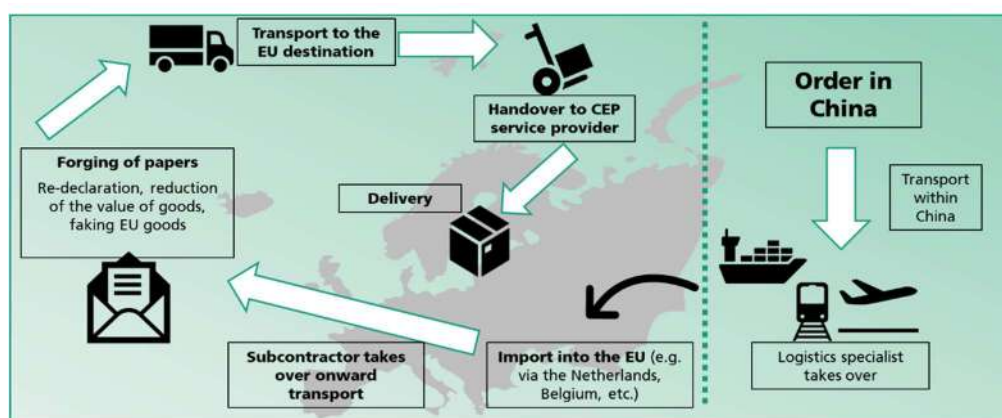 Order in
China
Transport
within
China
Logistics specialist
takes over
Import into the EU (e.g.
via the Netherlands,
Belgium, etc.)
Subcontractor takes
over onward
transport
Forging of papers
Re-declaration, reduction
of the value of goods,
faking EU goods
Transport to the
EU destination
Handover to CEP
service provider
Delivery